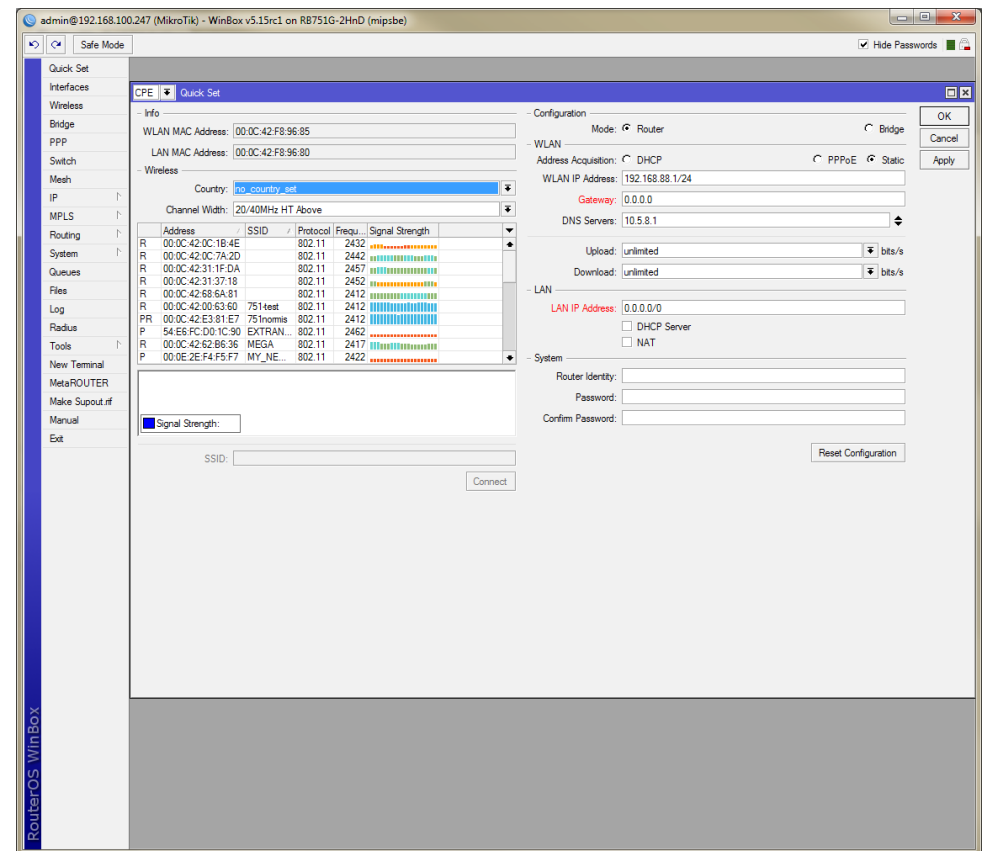 admin@192.168.100.247 (MikroTik) - WinBox v5.15rc1 on RB751G-2HnD (mipsbe)
Safe Mode
Hide Passwords
Quick Set
Interfaces
Wireless
Bridge
PPP
Switch
Mesh
IP
MPLS
Routing
System
Queues
Files
Log
Radius
Tools
New Terminal
MetaROUTER
Make Supout.rif
Manual
Exit
RouterOS WinBox
CPE Quick Set
Info
WLAN MAC Address: 00:0C:42:F8:96:85
LAN MAC Address: 00:0C:42:F8:96:80
Wireless
Country: no_country_set
Channel Width: 20/40MHz HT Above
Address SSID Protocol Frequ... Signal Strength
R 00:0C:42:0C:1B:4E 802.11 2432
R 00:0C:42:0C:7A:2D 802.11 2442
R 00:0C:42:31:1F:DA 802.11 2457
R 00:0C:42:31:37:18 802.11 2452
R 00:0C:42:68:6A:81 802.11 2412
R 00:0C:42:00:63:60 751-test 802.11 2412
PR 00:0C:42:E3:81:E7 751nomis 802.11 2412
P 54:E6:FC:D0:1C:90 EXTRAN... 802.11 2462
R 00:0C:42:62:B6:36 MEGA 802.11 2417
P 00:0E:2E:F4:F5:F7 MY_NE... 802.11 2422
Signal Strength:
SSID:
Connect
Configuration
Mode: Router Bridge
WLAN
Address Acquisition: DHCP PPPoE Static
WLAN IP Address: 192.168.88.1/24
Gateway: 0.0.0.0
DNS Servers: 10.5.8.1
Upload: unlimited bits/s
Download: unlimited bits/s
LAN
LAN IP Address: 0.0.0.0/0
DHCP Server
NAT
System
Router Identity:
Password:
Confirm Password:
Reset Configuration
OK
Cancel
Apply